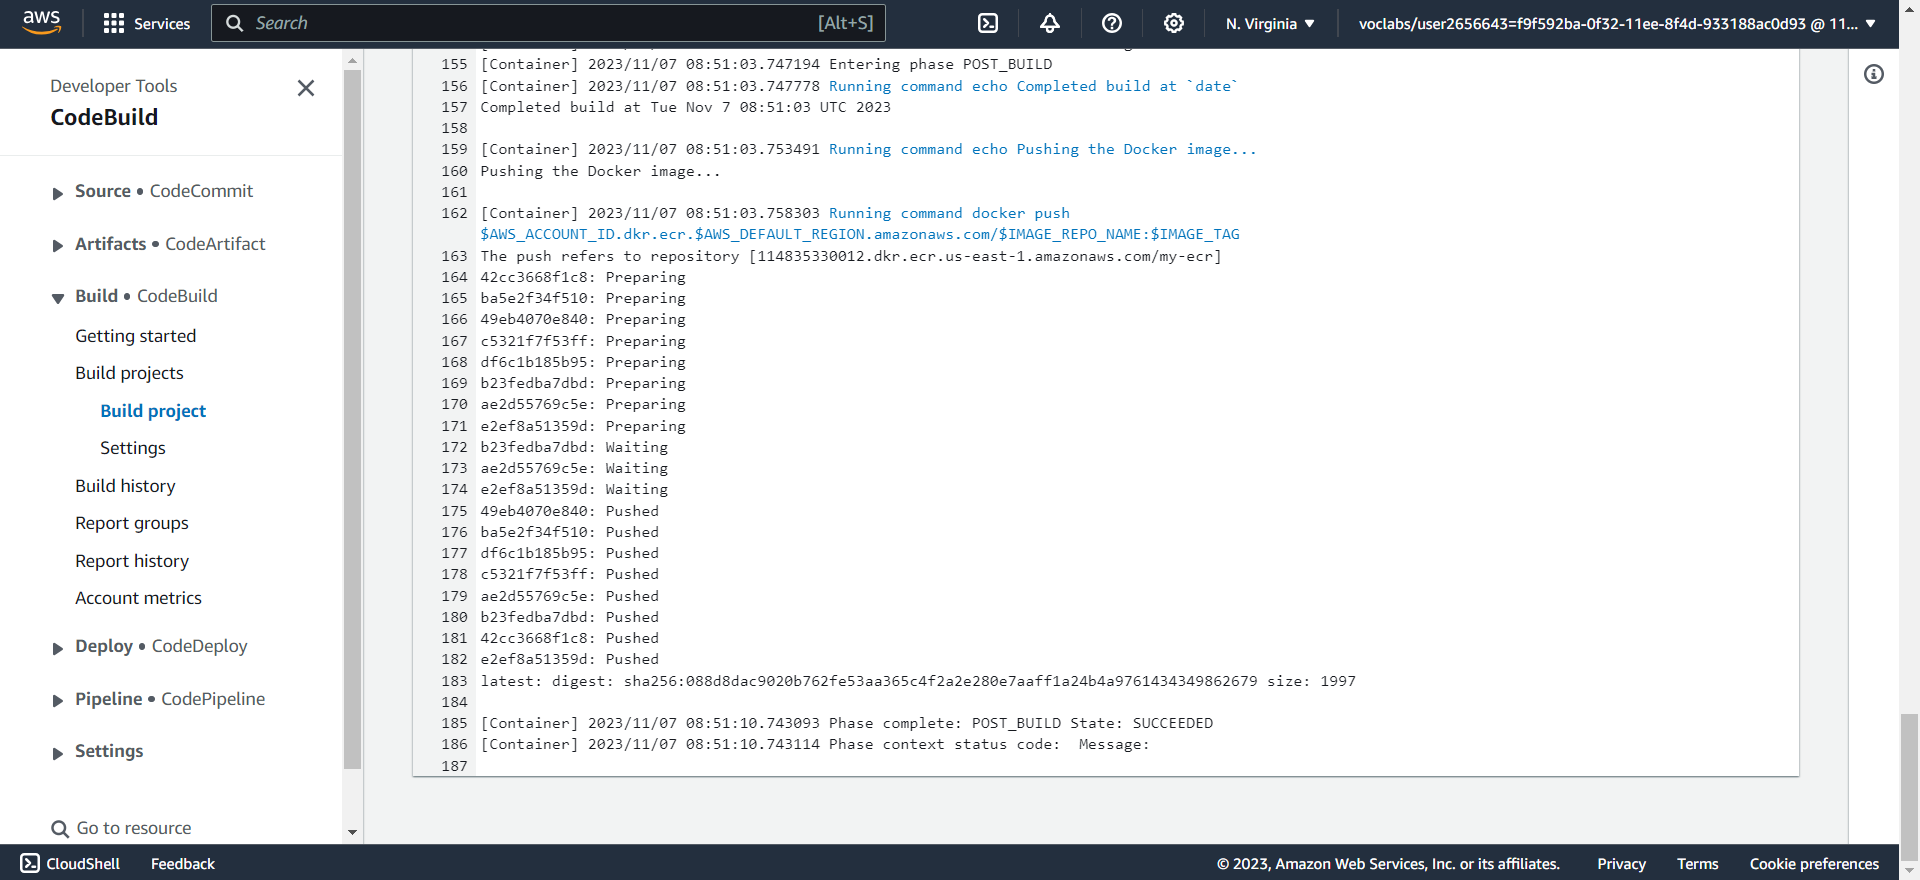 aws
Services
Search
[Alt+S]
N. Virginia
voclabs/user2656643=f9f592ba-0f32-11ee-8f4d-933188ac0d93 @ 11...
Developer Tools
CodeBuild
Source • CodeCommit
Artifacts • CodeArtifact
Build • CodeBuild
Getting started
Build projects
Build project
Settings
Build history
Report groups
Report history
Account metrics
Deploy • CodeDeploy
Pipeline • CodePipeline
Settings
Go to resource
155 [Container] 2023/11/07 08:51:03.747194 Entering phase POST_BUILD
156 [Container] 2023/11/07 08:51:03.747778 Running command echo Completed build at `date`
157 Completed build at Tue Nov 7 08:51:03 UTC 2023
158
159 [Container] 2023/11/07 08:51:03.753491 Running command echo Pushing the Docker image...
160 Pushing the Docker image...
161
162 [Container] 2023/11/07 08:51:03.758303 Running command docker push
$AWS_ACCOUNT_ID.dkr.ecr.$AWS_DEFAULT_REGION.amazonaws.com/$IMAGE_REPO_NAME:$IMAGE_TAG
163 The push refers to repository [114835330012.dkr.ecr.us-east-1.amazonaws.com/my-ecr]
164 42cc3668f1c8: Preparing
165 ba5e2f34f510: Preparing
166 49eb4070e840: Preparing
167 c5321f7f53ff: Preparing
168 df6c1b185b95: Preparing
169 b23fedba7dbd: Preparing
170 ae2d55769c5e: Preparing
171 e2ef8a51359d: Preparing
172 b23fedba7dbd: Waiting
173 ae2d55769c5e: Waiting
174 e2ef8a51359d: Waiting
175 49eb4070e840: Pushed
176 ba5e2f34f510: Pushed
177 df6c1b185b95: Pushed
178 c5321f7f53ff: Pushed
179 ae2d55769c5e: Pushed
180 b23fedba7dbd: Pushed
181 42cc3668f1c8: Pushed
182 e2ef8a51359d: Pushed
183 latest: digest: sha256:088d8dac9020b762fe53aa365c4f2a2e280e7aaff1a24b4a9761434349862679 size: 1997
184
185 [Container] 2023/11/07 08:51:10.743093 Phase complete: POST_BUILD State: SUCCEEDED
186 [Container] 2023/11/07 08:51:10.743114 Phase context status code:  Message:
187
CloudShell
Feedback
© 2023, Amazon Web Services, Inc. or its affiliates.
Privacy
Terms
Cookie preferences